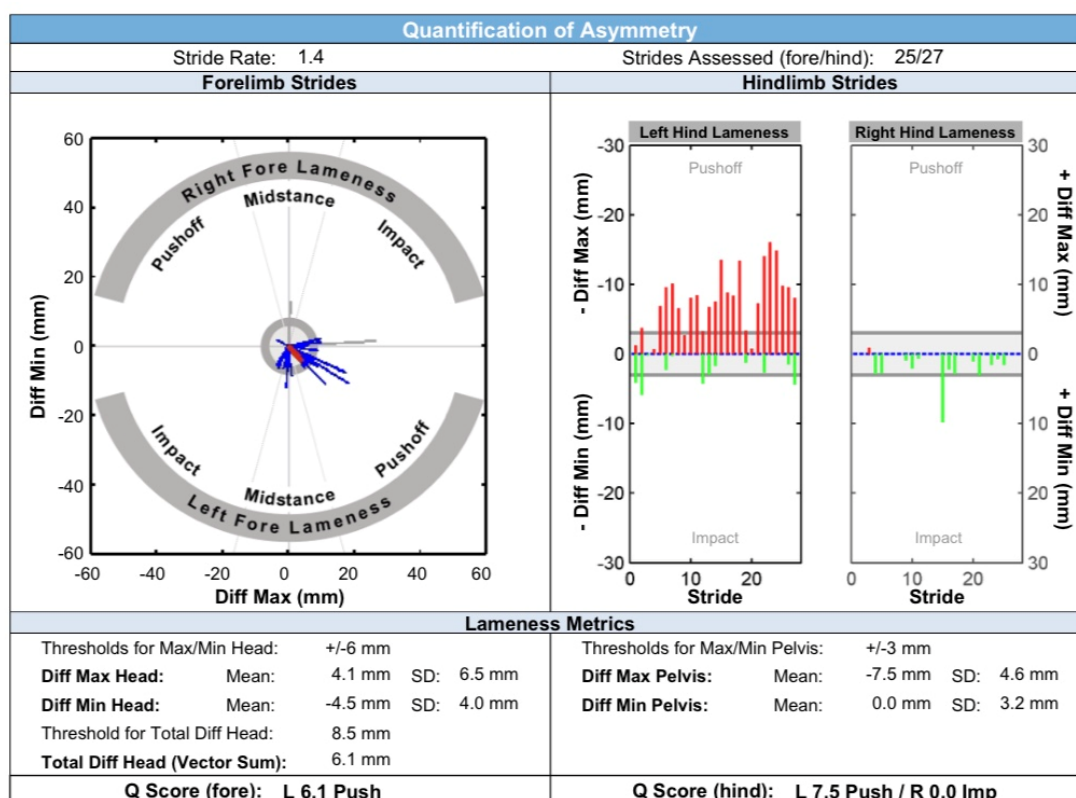 Quantification of Asymmetry
Stride Rate: 1.4
Strides Assessed (fore/hind): 25/27
Forelimb Strides
Hindlimb Strides
60
40
20
0
-20
-40
-60
Diff Min (mm)
Right Fore Lameness
Midstance
Pushoff
Impact
Impact
Pushoff
Midstance
Left Fore Lameness
-60 -40 -20 0 20 40 60
Diff Max (mm)
Left Hind Lameness
Right Hind Lameness
-30
-20
-10
0
-10
-20
-30
- Diff Max (mm)
- Diff Min (mm)
Pushoff
Impact
0 10 20
Stride
Pushoff
Impact
0 10 20
Stride
30
20
10
0
10
20
30
+ Diff Max (mm)
+ Diff Min (mm)
Lameness Metrics
Thresholds for Max/Min Head: +/-6 mm
Diff Max Head: Mean: 4.1 mm SD: 6.5 mm
Diff Min Head: Mean: -4.5 mm SD: 4.0 mm
Threshold for Total Diff Head: 8.5 mm
Total Diff Head (Vector Sum): 6.1 mm
Thresholds for Max/Min Pelvis: +/-3 mm
Diff Max Pelvis: Mean: -7.5 mm SD: 4.6 mm
Diff Min Pelvis: Mean: 0.0 mm SD: 3.2 mm
Q Score (fore): L 6.1 Push
Q Score (hind): L 7.5 Push / R 0.0 Imp